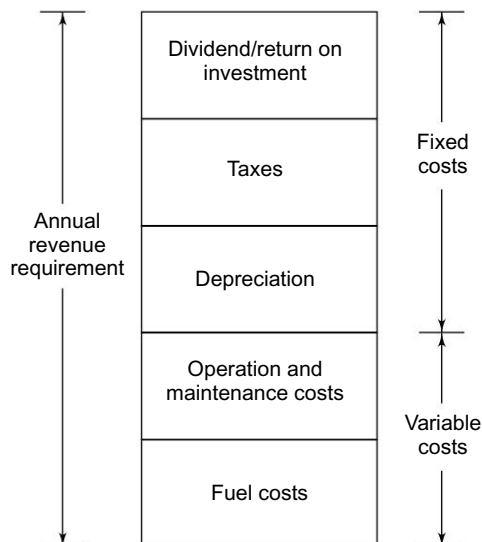 Dividend/return on
investment
Taxes
Fixed
costs
Annual
revenue
requirement
Depreciation
Operation and
maintenance costs
Variable
costs
Fuel costs